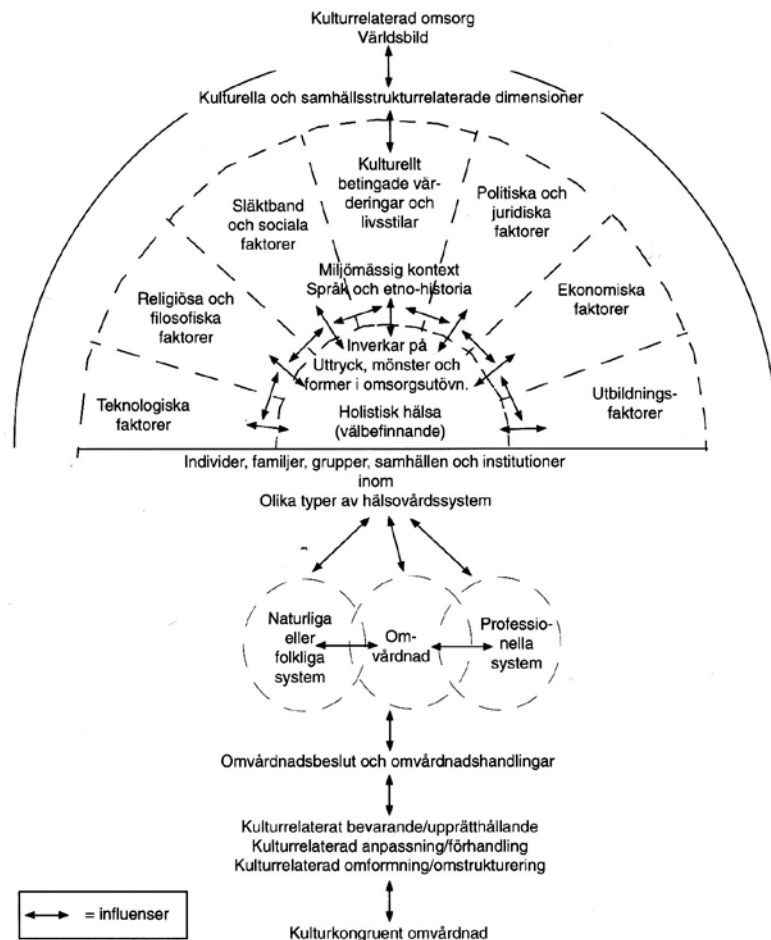 Kulturrelaterad omsorg
Världsbild
Kulturella och samhällsstrukturrelaterade dimensioner
Kulturellt
betingade vär-
deringar och
livsstilar
Släktband
och sociala
faktorer
Politiska och
juridiska
faktorer
Religiösa och
filosofiska
faktorer
Ekonomiska
faktorer
Teknologiska
faktorer
Utbildnings-
faktorer
Miljömässig kontext
Språk och etno-historia
Inverkar på
Uttryck, mönster och
former i omsorgsutövn.
Holistisk hälsa
(välbefinnande)
Individer, familjer, grupper, samhällen och institutioner
inom
Olika typer av hälsovårdssystem
Naturliga
eller
folkliga
system
Om-
vårdnad
Professio-
nella
system
Omvårdnadsbeslut och omvårdnadshandlingar
Kulturrelaterat bevarande/upprätthållande
Kulturrelaterad anpassning/förhandling
Kulturrelaterad omformning/omstrukturering
= influenser
Kulturkongruent omvårdnad